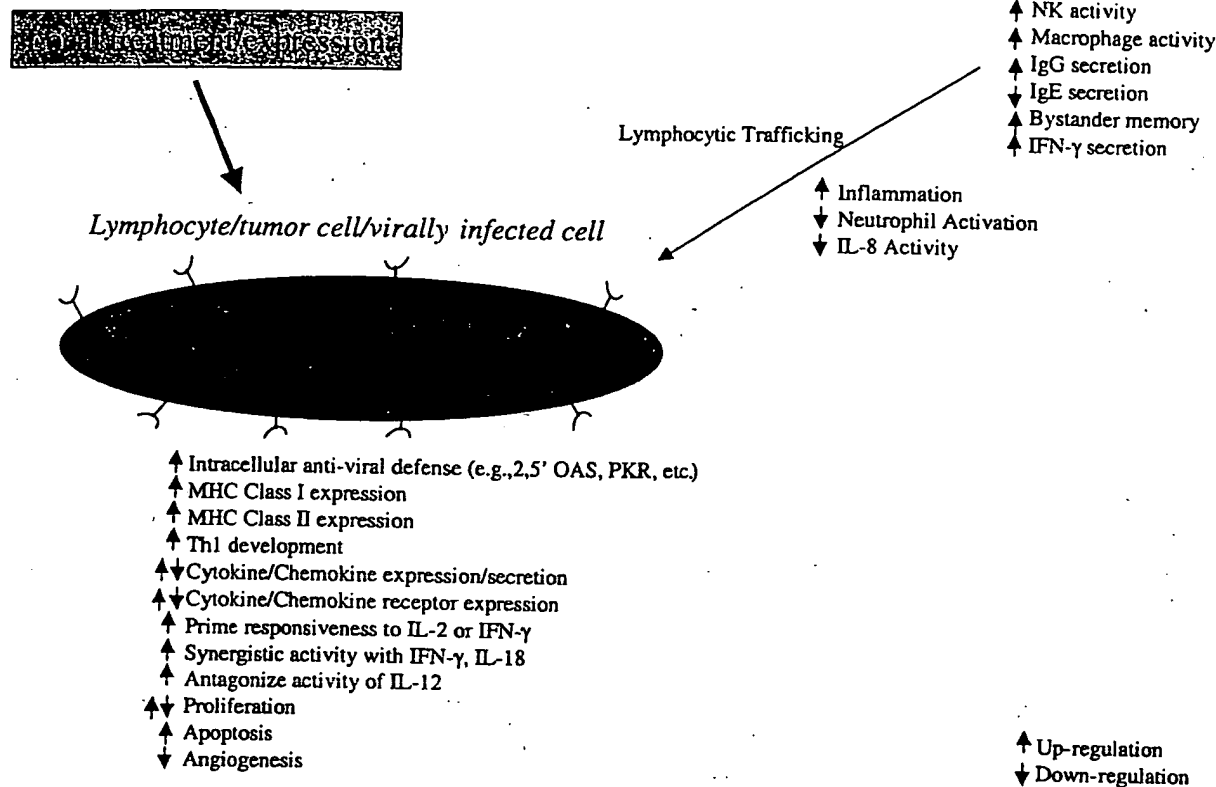 treatment/expression
↑ NK activity
↑ Macrophage activity
↑ IgG secretion
↓ IgE secretion
↑ Bystander memory
↑ IFN-γ secretion
Lymphocytic Trafficking
↑ Inflammation
↓ Neutrophil Activation
↓ IL-8 Activity
Lymphocyte/tumor cell/virally infected cell
↑ Intracellular anti-viral defense (e.g.,2,5' OAS, PKR, etc.)
↑ MHC Class I expression
↑ MHC Class II expression
↑ Th1 development
↑↓ Cytokine/Chemokine expression/secretion
↑↓ Cytokine/Chemokine receptor expression
↑ Prime responsiveness to IL-2 or IFN-γ
↑ Synergistic activity with IFN-γ, IL-18
↑ Antagonize activity of IL-12
↑↓ Proliferation
↑ Apoptosis
↓ Angiogenesis
↑ Up-regulation
↓ Down-regulation